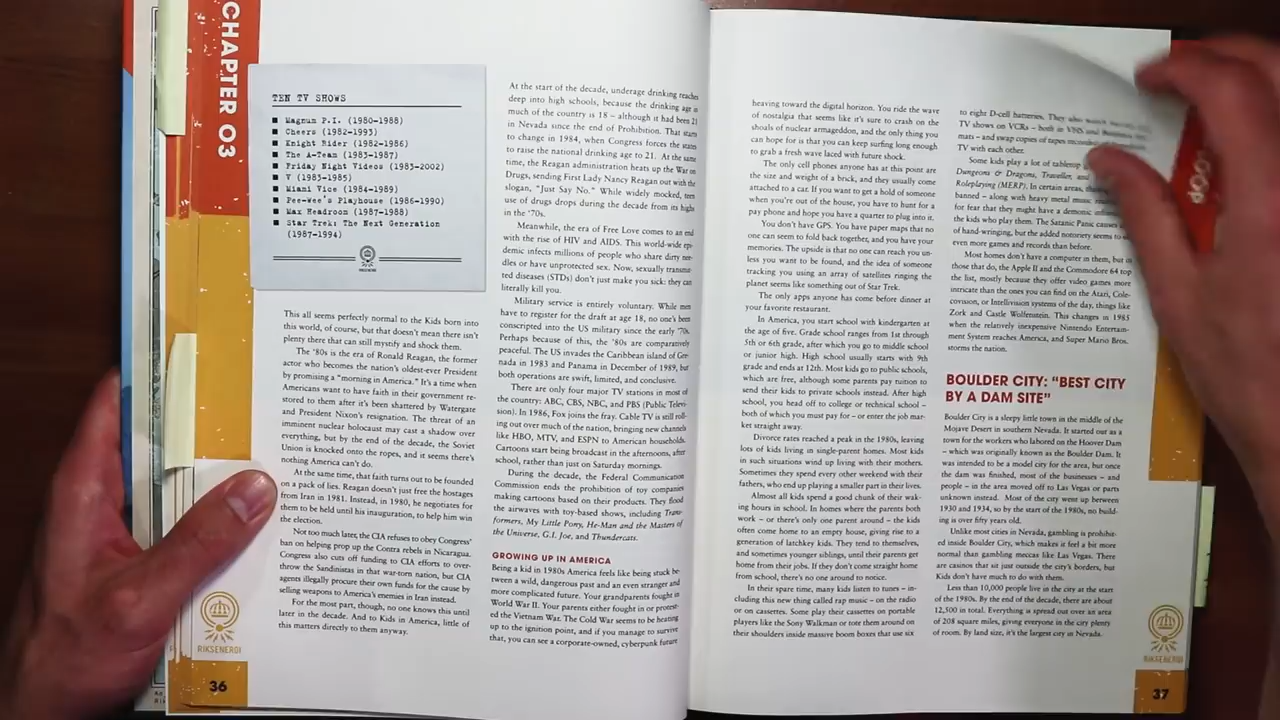 CHAPTER 03
TEN TV SHOWS
■ Magnum P.I. (1980-1988)
■ Cheers (1982-1993)
■ Knight Rider (1982-1986)
■ The A-Team (1983-1987)
■ Friday Night Videos (1983-2002)
■ V (1983-1985)
■ Miami Vice (1984-1989)
■ Pee-Wee's Playhouse (1986-1990)
■ Max Headroom (1987-1988)
■ Star Trek: The Next Generation
(1987-1994)
This all seems perfectly normal to the Kids born into
this world, of course, but that doesn't mean there isn't
plenty there that can still mystify and shock them.
The '80s is the era of Ronald Reagan, the former
actor who becomes the nation's oldest-ever President
by promising a "morning in America." It's a time when
Americans want to have faith in their government re-
stored to them after it's been shattered by Watergate
and President Nixon's resignation. The threat of an
imminent nuclear holocaust may cast a shadow over
everything, but by the end of the decade, the Soviet
Union is knocked onto the ropes, and it seems there's
nothing America can't do.
At the same time, that faith turns out to be founded
on a pack of lies. Reagan doesn't just free the hostages
from Iran in 1981. Instead, in 1980, he negotiates for
them to be held until his inauguration, to help him win
the election.
Not too much later, the CIA refuses to obey Congress'
ban on helping prop up the Contra rebels in Nicaragua.
Congress also cuts off funding to CIA efforts to over-
throw the Sandinistas in that war-torn nation, but CIA
agents illegally procure their own funds for the cause by
selling weapons to America's enemies in Iran instead.
For the most part, though, no one knows this until
later in the decade. And to Kids in America, little of
this matters directly to them anyway.
RIKSENERGI
36
At the start of the decade, underage drinking reaches
deep into high schools, because the drinking age in
much of the country is 18 – although it had been 21
in Nevada since the end of Prohibition. That starts
to change in 1984, when Congress forces the states
to raise the national drinking age to 21. At the same
time, the Reagan administration heats up the War on
Drugs, sending First Lady Nancy Reagan out with the
slogan, "Just Say No." While widely mocked, teen
use of drugs drops during the decade from its highs
in the '70s.
Meanwhile, the era of Free Love comes to an end
with the rise of HIV and AIDS. This world-wide epi-
demic infects millions of people who share dirty nee-
dles or have unprotected sex. Now, sexually transmit-
ted diseases (STDs) don't just make you sick: they can
literally kill you.
Military service is entirely voluntary. While men
have to register for the draft at age 18, no one's been
conscripted into the US military since the early '70s.
Perhaps because of this, the '80s are comparatively
peaceful. The US invades the Caribbean island of Gre-
nada in 1983 and Panama in December of 1989, but
both operations are swift, limited, and conclusive.
There are only four major TV stations in most of
the country: ABC, CBS, NBC, and PBS (Public Televi-
sion). In 1986, Fox joins the fray. Cable TV is still roll-
ing out over much of the nation, bringing new channels
like HBO, MTV, and ESPN to American households.
Cartoons start being broadcast in the afternoons, after
school, rather than just on Saturday mornings.
During the decade, the Federal Communication
Commission ends the prohibition of toy companies
making cartoons based on their products. They flood
the airwaves with toy-based shows, including Trans-
formers, My Little Pony, He-Man and the Masters of
the Universe, G.I. Joe, and Thundercats.
GROWING UP IN AMERICA
Being a kid in 1980s America feels like being stuck be-
tween a wild, dangerous past and an even stranger and
more complicated future. Your grandparents fought in
World War II. Your parents either fought in or protest-
ed the Vietnam War. The Cold War seems to be heating
up to the ignition point, and if you manage to survive
that, you can see a corporate-owned, cyberpunk future
heaving toward the digital horizon. You ride the wave
of nostalgia that seems like it's sure to crash on the
shoals of nuclear armageddon, and the only thing you
can hope for is that you can keep surfing long enough
to grab a fresh wave laced with future shock.
The only cell phones anyone has at this point are
the size and weight of a brick, and they usually come
attached to a car. If you want to get a hold of someone
when you're out of the house, you have to hunt for a
pay phone and hope you have a quarter to plug into it.
You don't have GPS. You have paper maps that no
one can seem to fold back together, and you have your
memories. The upside is that no one can reach you un-
less you want to be found, and the idea of someone
tracking you using an array of satellites ringing the
planet seems like something out of Star Trek.
The only apps anyone has come before dinner at
your favorite restaurant.
In America, you start school with kindergarten at
the age of five. Grade school ranges from 1st through
5th or 6th grade, after which you go to middle school
or junior high. High school usually starts with 9th
grade and ends at 12th. Most kids go to public schools,
which are free, although some parents pay tuition to
send their kids to private schools instead. After high
school, you head off to college or technical school –
both of which you must pay for – or enter the job mar-
ket straight away.
Divorce rates reached a peak in the 1980s, leaving
lots of kids living in single-parent homes. Most kids
in such situations wind up living with their mothers.
Sometimes they spend every other weekend with their
fathers, who end up playing a smaller part in their lives.
Almost all kids spend a good chunk of their wak-
ing hours in school. In homes where the parents both
work – or there's only one parent around – the kids
often come home to an empty house, giving rise to a
generation of latchkey kids. They tend to themselves,
and sometimes younger siblings, until their parents get
home from their jobs. If they don't come straight home
from school, there's no one around to notice.
In their spare time, many kids listen to tunes – in-
cluding this new thing called rap music – on the radio
or on cassettes. Some play their cassettes on portable
players like the Sony Walkman or tote them around on
their shoulders inside massive boom boxes that use six
to eight D-cell batteries. They also watch
TV shows on VCRs – both in VHS and
mats – and swap copies of tapes recorded
TV with each other.
Some kids play a lot of tabletop
Dungeons & Dragons, Traveller, and
Roleplaying (MERP). In certain areas,
banned – along with heavy metal music
for fear that they might have a demonic
the kids who play them. The Satanic Panic causes
of hand-wringing, but the added notoriety seems to
even more games and records than before.
Most homes don't have a computer in them, but
those that do, the Apple II and the Commodore 64 top
the list, mostly because they offer video games more
intricate than the ones you can find on the Atari, Cole-
covision, or Intellivision systems of the day, things like
Zork and Castle Wolfenstein. This changes in 1985
when the relatively inexpensive Nintendo Entertain-
ment System reaches America, and Super Mario Bros.
storms the nation.
BOULDER CITY: "BEST CITY
BY A DAM SITE"
Boulder City is a sleepy little town in the middle of the
Mojave Desert in southern Nevada. It started out as a
town for the workers who labored on the Hoover Dam
– which was originally known as the Boulder Dam. It
was intended to be a model city for the area, but once
the dam was finished, most of the businesses – and
people – in the area moved off to Las Vegas or parts
unknown instead. Most of the city went up between
1930 and 1934, so by the start of the 1980s, no build-
ing is over fifty years old.
Unlike most cities in Nevada, gambling is prohibit-
ed inside Boulder City, which makes it feel a bit more
normal than gambling meccas like Las Vegas. There
are casinos that sit just outside the city's borders, but
Kids don't have much to do with them.
Less than 10,000 people live in the city at the start
of the 1980s. By the end of the decade, there are about
12,500 in total. Everything is spread out over an area
of 208 square miles, giving everyone in the city plenty
of room. By land size, it's the largest city in Nevada.
RIKSENERGI
37